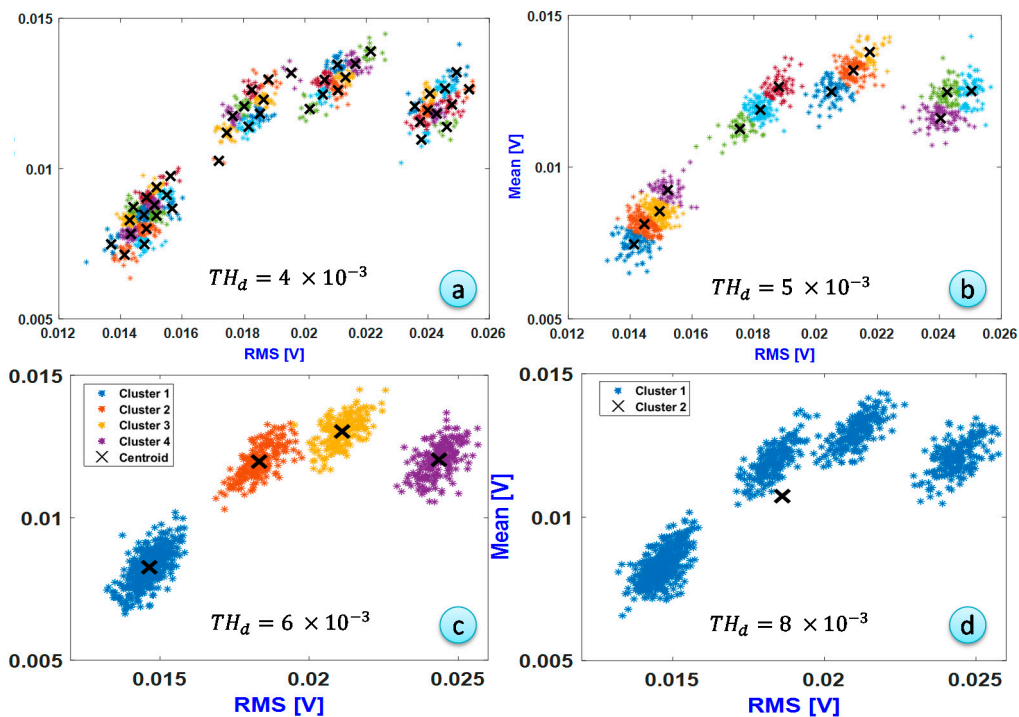 0.015
0.01
0.005
0.012 0.014 0.016 0.018 0.02 0.022 0.024 0.026
RMS [V]
TH_d = 4 × 10^-3
a
0.015
0.01
0.005
Mean [V]
0.012 0.014 0.016 0.018 0.02 0.022 0.024 0.026
RMS [V]
TH_d = 5 × 10^-3
b
0.015
0.01
0.005
Cluster 1
Cluster 2
Cluster 3
Cluster 4
Centroid
0.015 0.02 0.025
RMS [V]
TH_d = 6 × 10^-3
c
0.015
0.01
0.005
Mean [V]
Cluster 1
Cluster 2
0.015 0.02 0.025
RMS [V]
TH_d = 8 × 10^-3
d